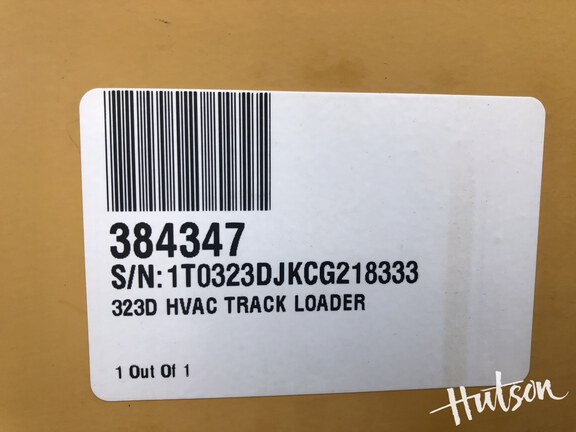 384347
S/N: 1T0323DJKCG218333
323D HVAC TRACK LOADER
1 Out Of 1
Hutson